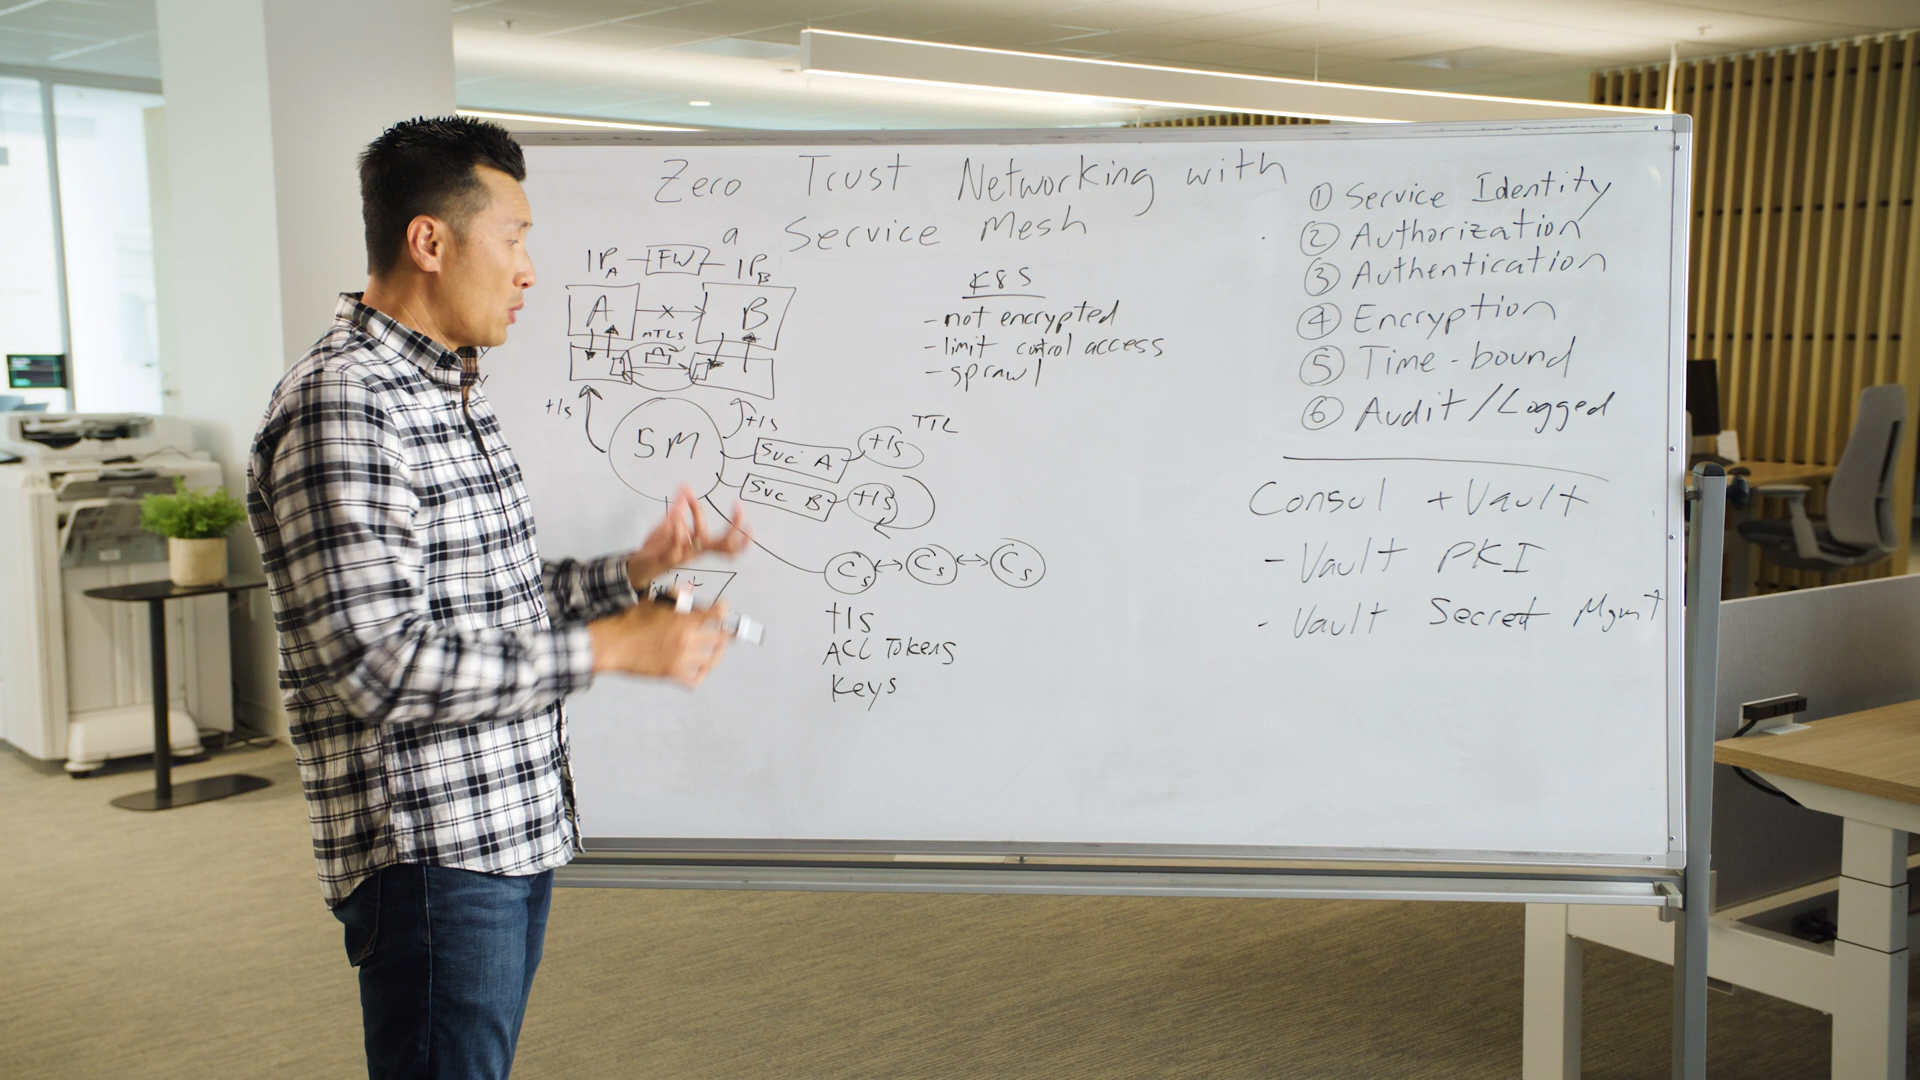 Zero Trust Networking with
a Service Mesh
IPA FW IPB
A B
mTLS
tls
tls
SM
Svc A tls TTL
Svc B tls
Cs Cs Cs
tls
ACL Tokens
Keys
K8S
- not encrypted
- limit control access
- sprawl
① Service Identity
② Authorization
③ Authentication
④ Encryption
⑤ Time-bound
⑥ Audit/Logged
Consul + Vault
- Vault PKI
- Vault Secret Mgmt